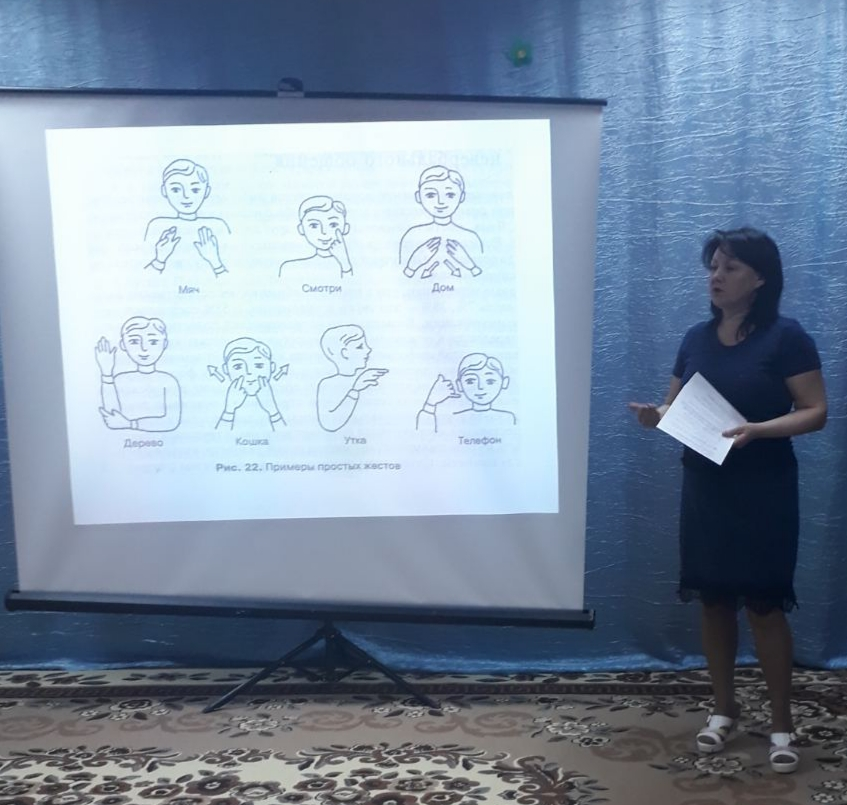 Мяч
Смотри
Дом
Дерево
Кошка
Утка
Телефон
Рис. 22. Примеры простых жестов